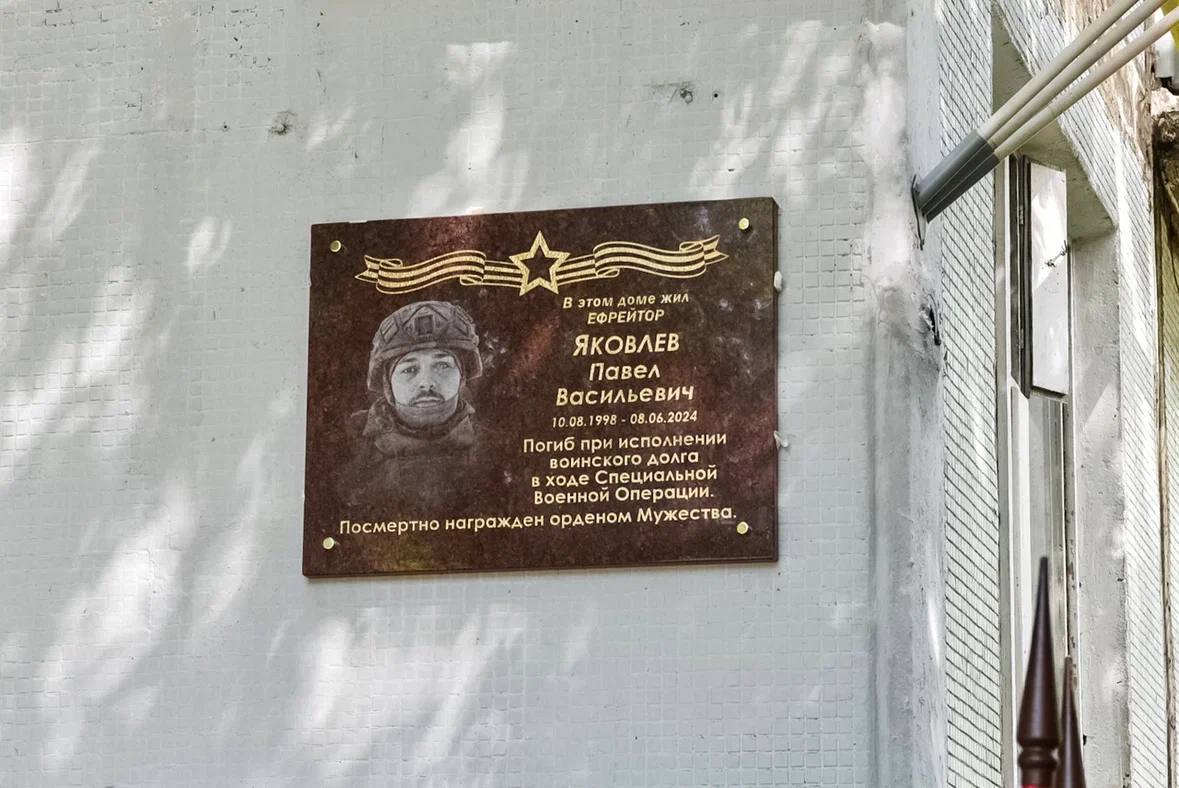 В этом доме жил
ЕФРЕЙТОР
ЯКОВЛЕВ
Павел
Васильевич
10.08.1998 - 08.06.2024
Погиб при исполнении
воинского долга
в ходе Специальной
Военной Операции.
Посмертно награжден орденом Мужества.